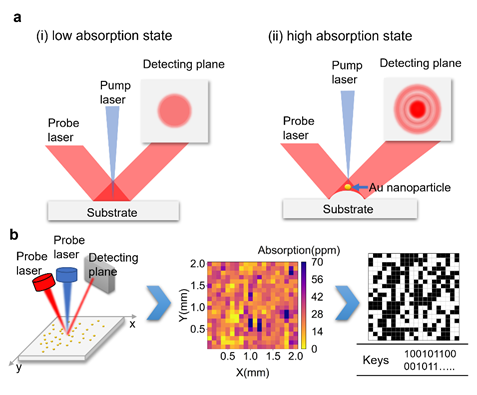 a
(i) low absorption state
(ii) high absorption state
Detecting plane
Pump
laser
Probe
laser
Substrate
Detecting plane
Pump
laser
Probe
laser
Au nanoparticle
Substrate
b
Probe
laser
Probe
laser
Detecting
plane
x
y
Absorption(ppm)
2.0
1.5
1.0
0.5
Y(mm)
0.5 1.0 1.5 2.0
X(mm)
70
56
42
28
14
0
Keys
100101100
001011.....